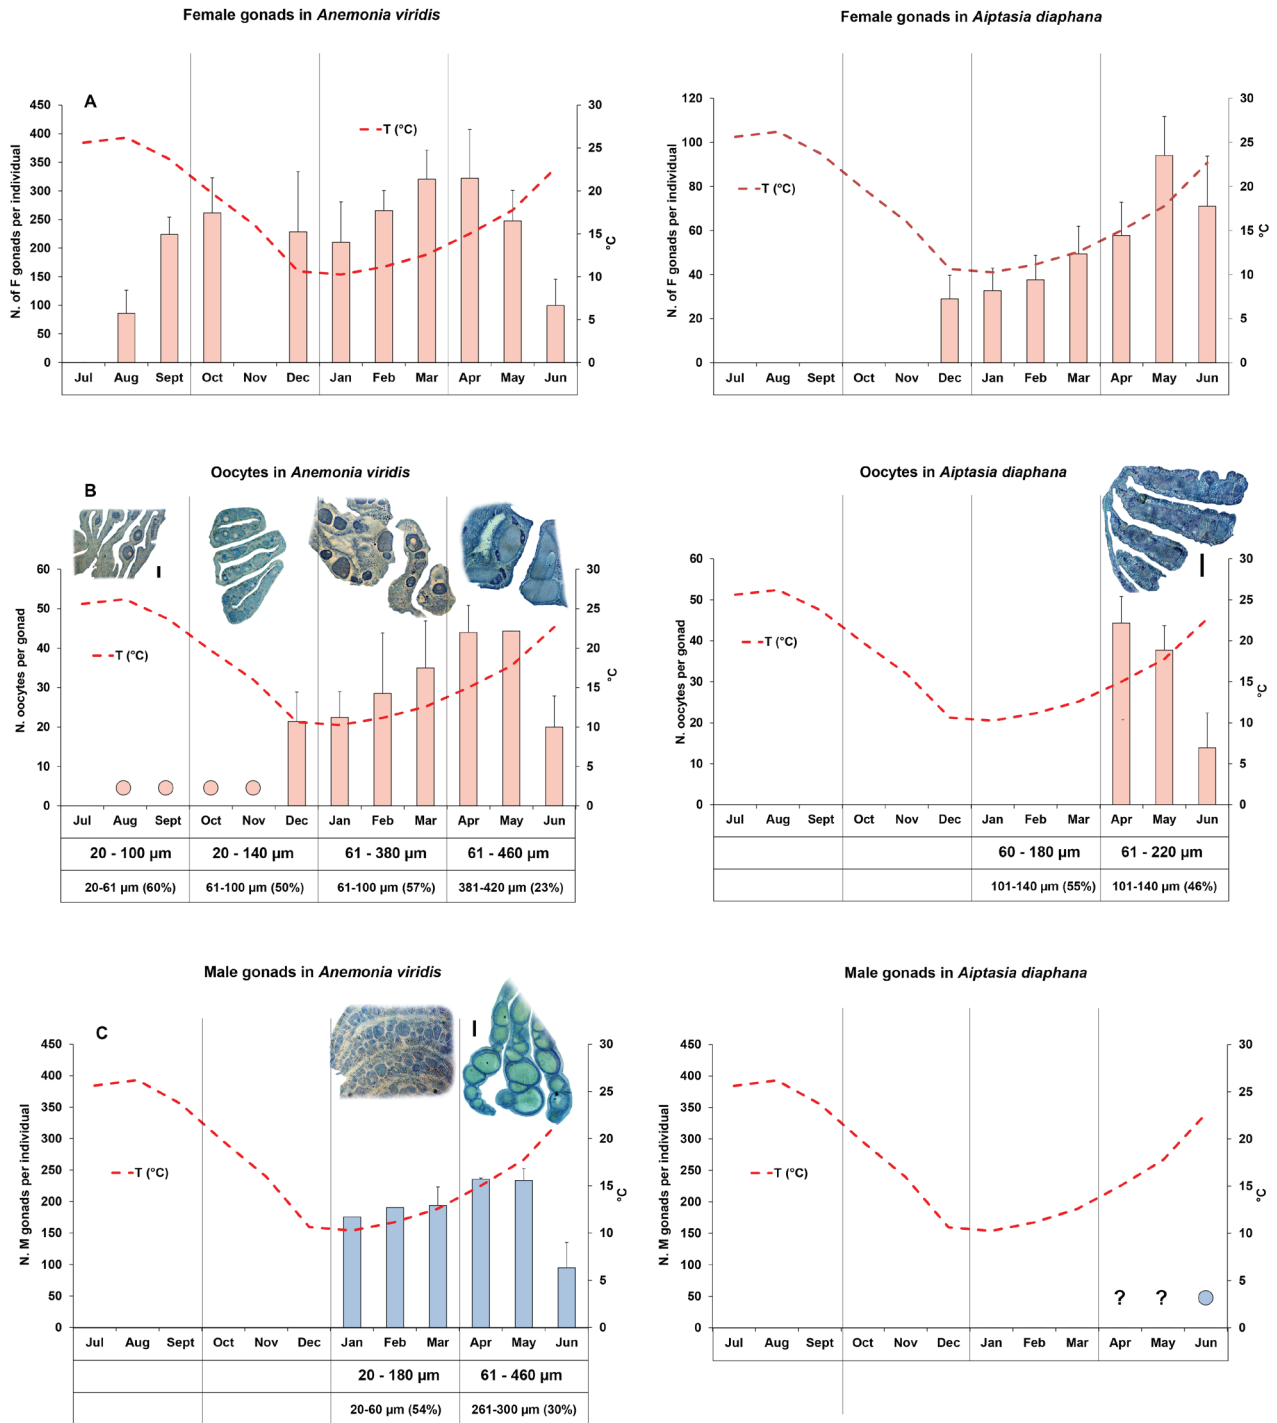 Female gonads in Anemonia viridis
A
450
400
350
300
250
200
150
100
50
0
N. of F gonads per individual
T (°C)
30
25
20
15
10
5
0
°C
Jul Aug Sept Oct Nov Dec Jan Feb Mar Apr May Jun
Female gonads in Aiptasia diaphana
120
100
80
60
40
20
0
N. of F gonads per individual
T (°C)
30
25
20
15
10
5
0
°C
Jul Aug Sept Oct Nov Dec Jan Feb Mar Apr May Jun
Oocytes in Anemonia viridis
B
60
50
40
30
20
10
0
N. oocytes per gonad
T (°C)
30
25
20
15
10
5
0
°C
Jul Aug Sept Oct Nov Dec Jan Feb Mar Apr May Jun
20 - 100 µm 20 - 140 µm 61 - 380 µm 61 - 460 µm
20-61 µm (60%) 61-100 µm (50%) 61-100 µm (57%) 381-420 µm (23%)
Oocytes in Aiptasia diaphana
60
50
40
30
20
10
0
N. oocytes per gonad
T (°C)
30
25
20
15
10
5
0
°C
Jul Aug Sept Oct Nov Dec Jan Feb Mar Apr May Jun
60 - 180 µm 61 - 220 µm
101-140 µm (55%) 101-140 µm (46%)
Male gonads in Anemonia viridis
C
450
400
350
300
250
200
150
100
50
0
N. M gonads per individual
T (°C)
30
25
20
15
10
5
0
°C
Jul Aug Sept Oct Nov Dec Jan Feb Mar Apr May Jun
20 - 180 µm 61 - 460 µm
20-60 µm (54%) 261-300 µm (30%)
Male gonads in Aiptasia diaphana
450
400
350
300
250
200
150
100
50
0
N. M gonads per individual
T (°C)
30
25
20
15
10
5
0
°C
? ?
Jul Aug Sept Oct Nov Dec Jan Feb Mar Apr May Jun